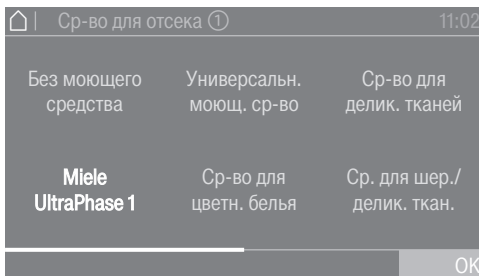 Ср-во для отсека ① 11:02
Без моющего Универсальн. Ср-во для
средства моющ. ср-во делик. тканей
Miele Ср-во для Ср. для шер./
UltraPhase 1 цветн. белья делик. ткан.
OK